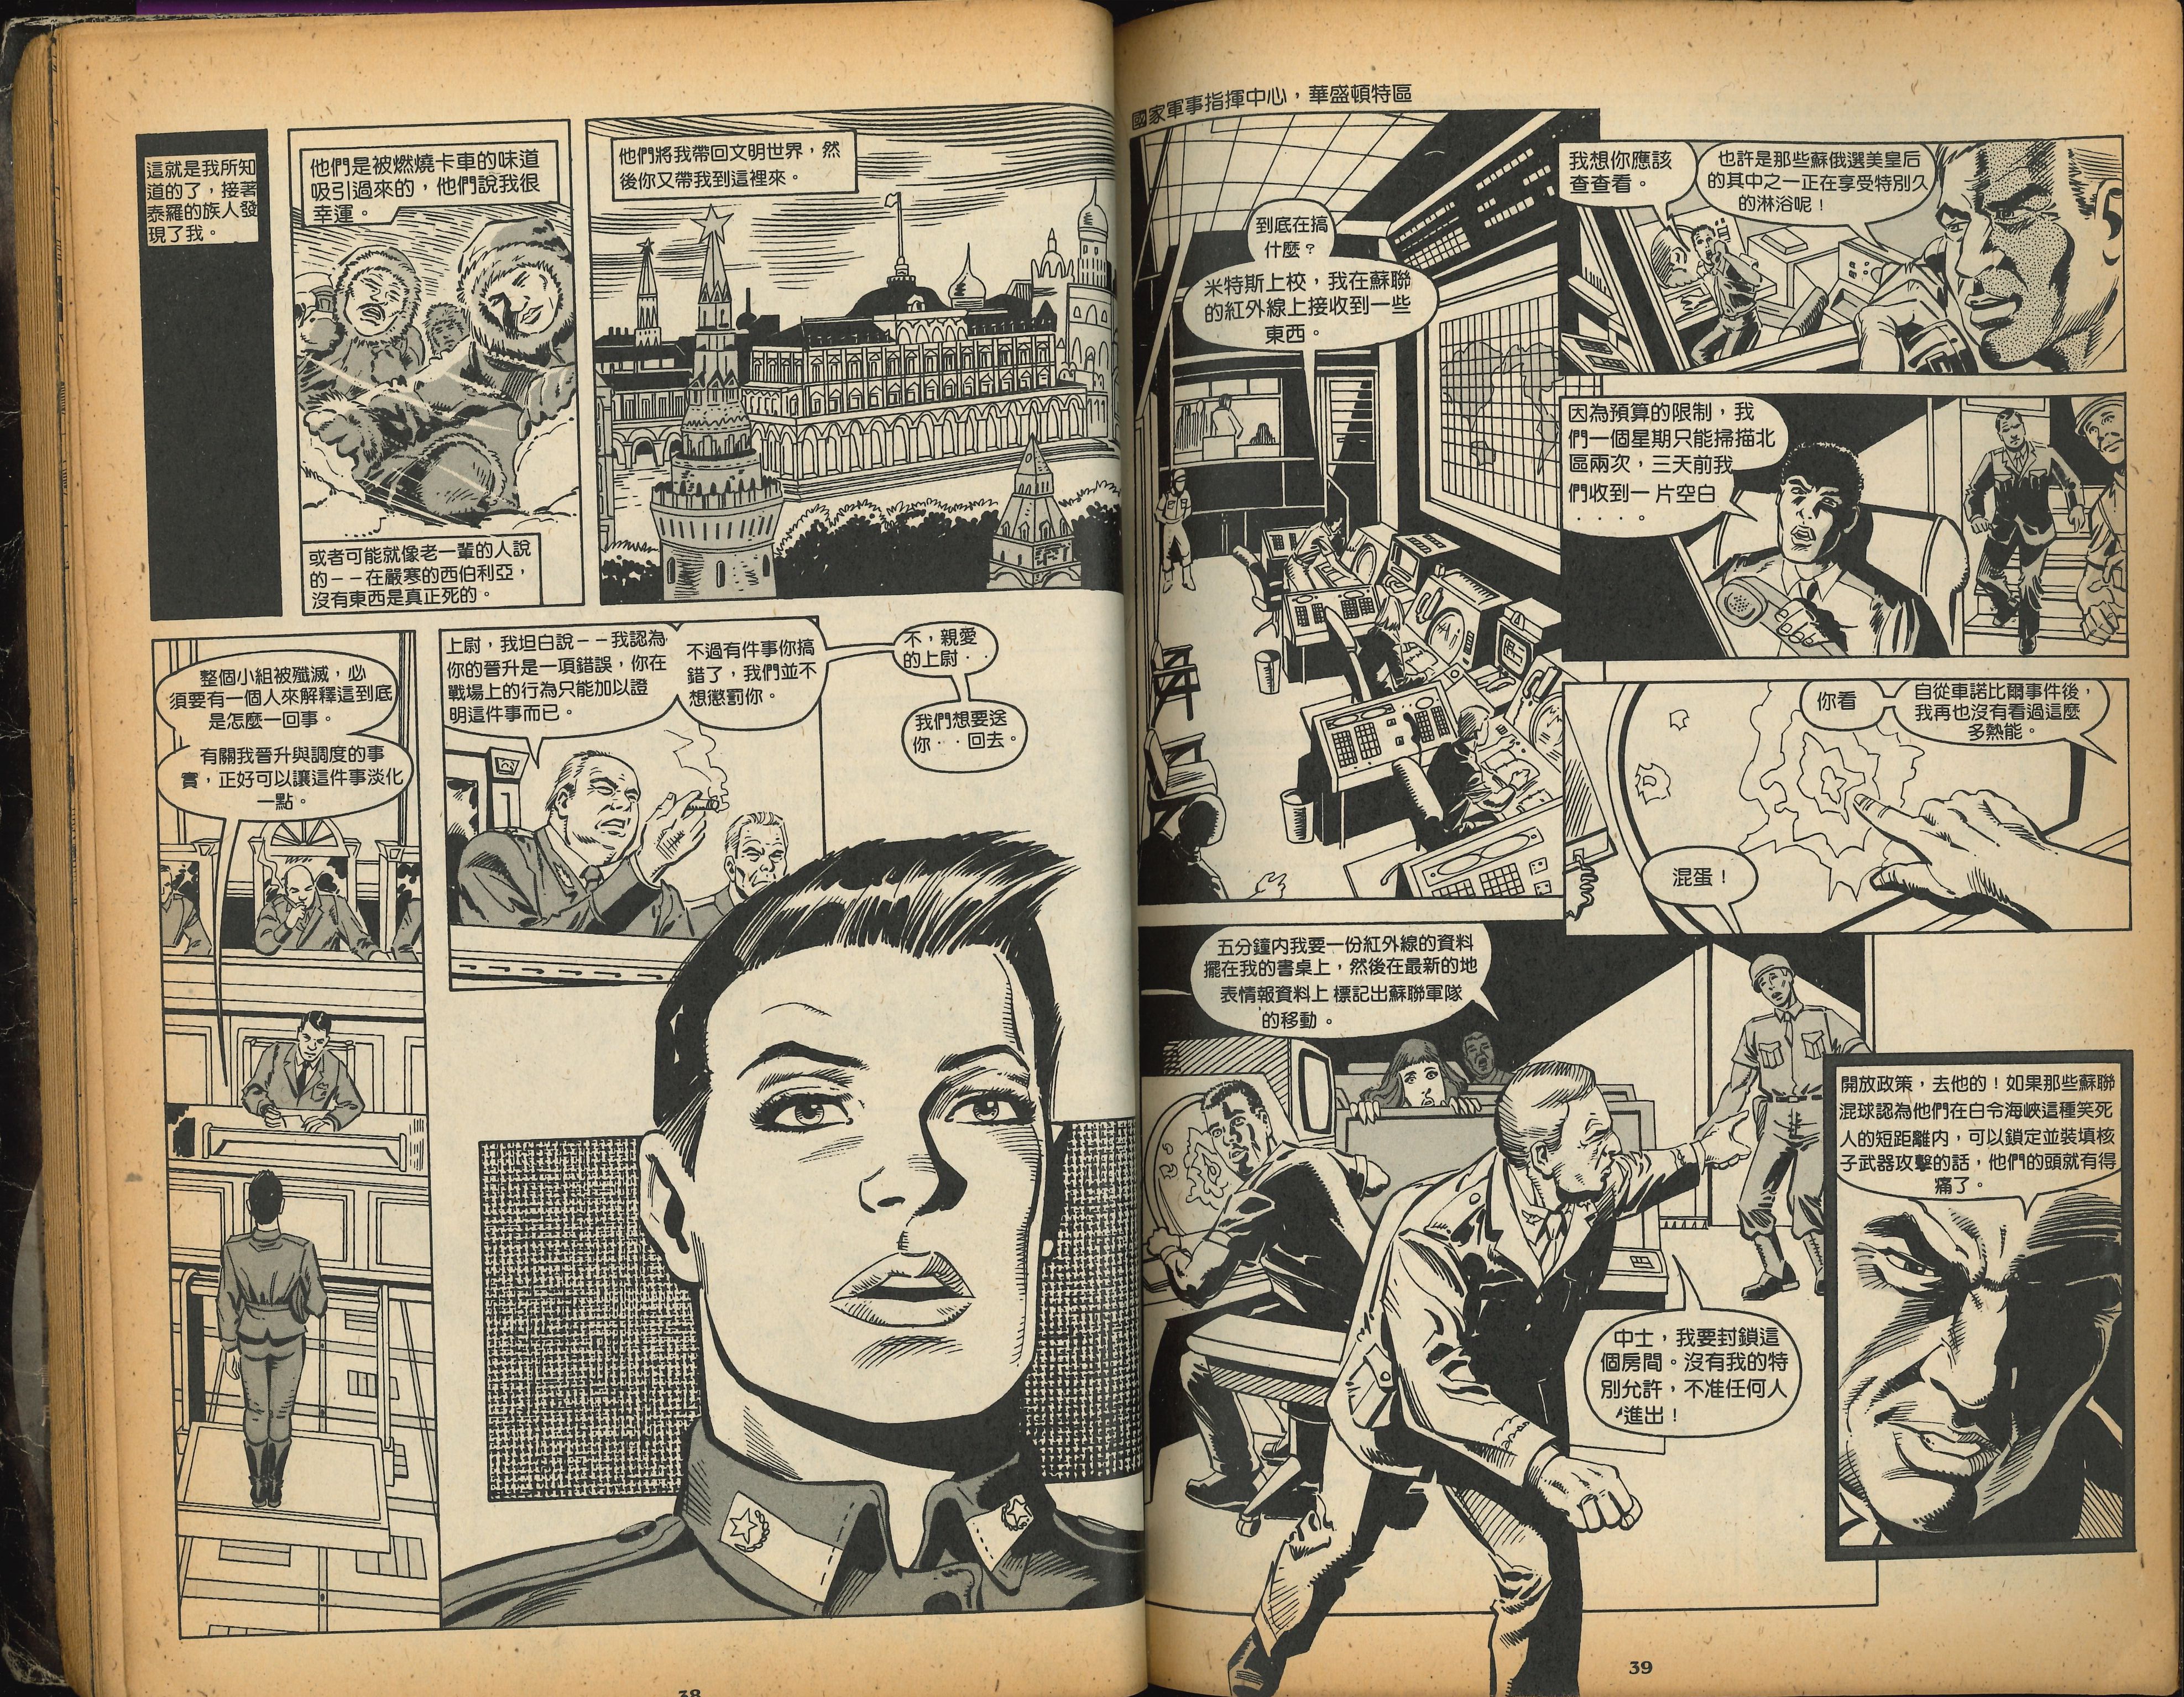 這就是我所知
道的了，接著
泰羅的族人發
現了我。
他們是被燃燒卡車的味道
吸引過來的，他們說我很
幸運。
或者可能就像老一輩的人說
的－－在嚴寒的西伯利亞，
沒有東西是真正死的。
他們將我帶回文明世界，然
後你又帶我到這裡來。
整個小組被殲滅，必
須要有一個人來解釋這到底
是怎麼一回事。
有關我晉升與調度的事
實，正好可以讓這件事淡化
一點。
上尉，我坦白說－－我認為
你的晉升是一項錯誤，你在
戰場上的行為只能加以證
明這件事而已。
不過有件事你搞
錯了，我們並不
想懲罰你。
不，親愛
的上尉．．
我們想要送
你．．回去。
38
國家軍事指揮中心，華盛頓特區
到底在搞
什麼？
米特斯上校，我在蘇聯
的紅外線上接收到一些
東西。
我想你應該
查查看。
也許是那些蘇俄選美皇后
的其中之一正在享受特別久
的淋浴呢！
因為預算的限制，我
們一個星期只能掃描北
區兩次，三天前我
們收到一片空白
．．．．。
你看
自從車諾比爾事件後，
我再也沒有看過這麼
多熱能。
混蛋！
五分鐘內我要一份紅外線的資料
擺在我的書桌上，然後在最新的地
表情報資料上標記出蘇聯軍隊
的移動。
中士，我要封鎖這
個房間。沒有我的特
別允許，不准任何人
進出！
開放政策，去他的！如果那些蘇聯
混球認為他們在白令海峽這種笑死
人的短距離內，可以鎖定並裝填核
子武器攻擊的話，他們的頭就有得
痛了。
39